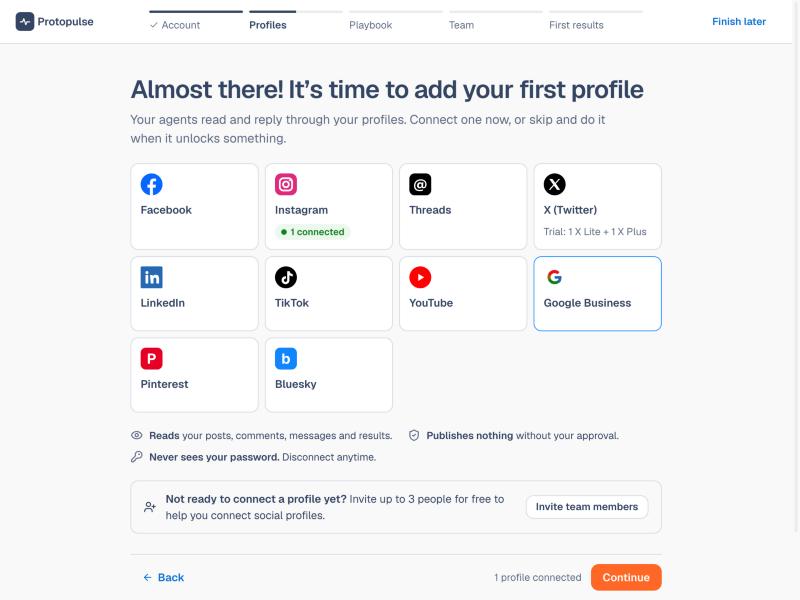 Protopulse
Account
Profiles
Playbook
Team
First results
Finish later
Almost there! It's time to add your first profile
Your agents read and reply through your profiles. Connect one now, or skip and do it
when it unlocks something.
Facebook
Instagram
1 connected
Threads
X (Twitter)
Trial: 1 X Lite + 1 X Plus
LinkedIn
TikTok
YouTube
Google Business
Pinterest
Bluesky
Reads your posts, comments, messages and results.
Publishes nothing without your approval.
Never sees your password. Disconnect anytime.
Not ready to connect a profile yet? Invite up to 3 people for free to
help you connect social profiles.
Invite team members
Back
1 profile connected
Continue